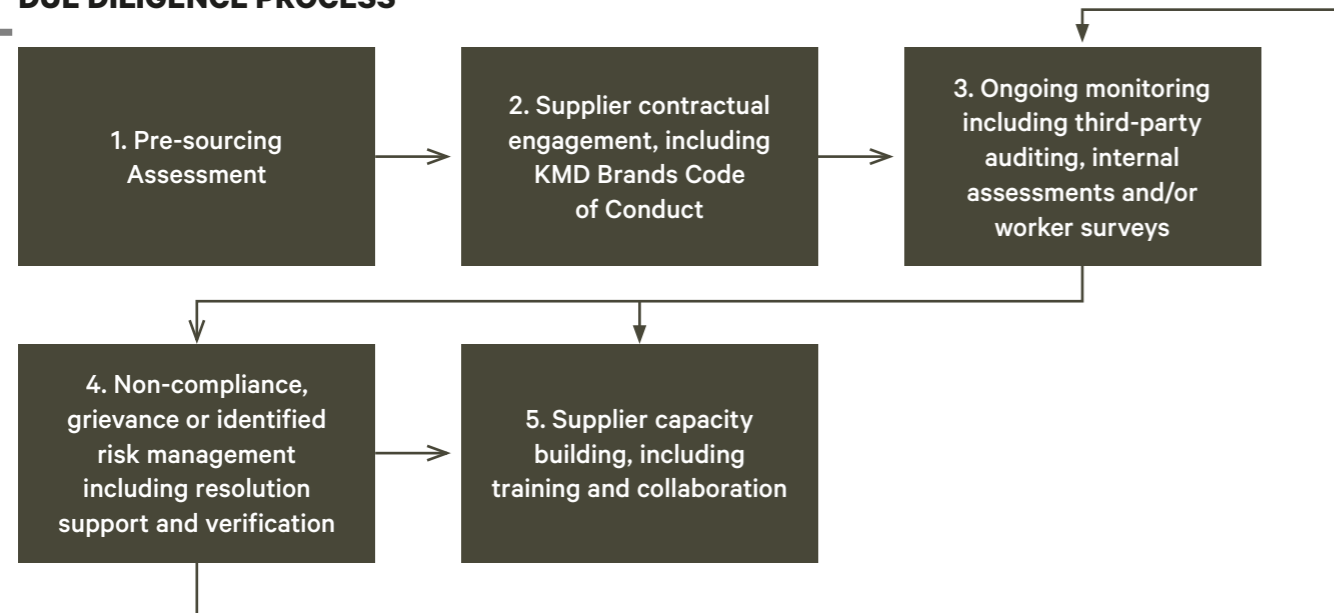 DUE DILIGENCE PROCESS
1. Pre-sourcing
Assessment
2. Supplier contractual
engagement, including
KMD Brands Code
of Conduct
3. Ongoing monitoring
including third-party
auditing, internal
assessments and/or
worker surveys
4. Non-compliance,
grievance or identified
risk management
including resolution
support and verification
5. Supplier capacity
building, including
training and collaboration